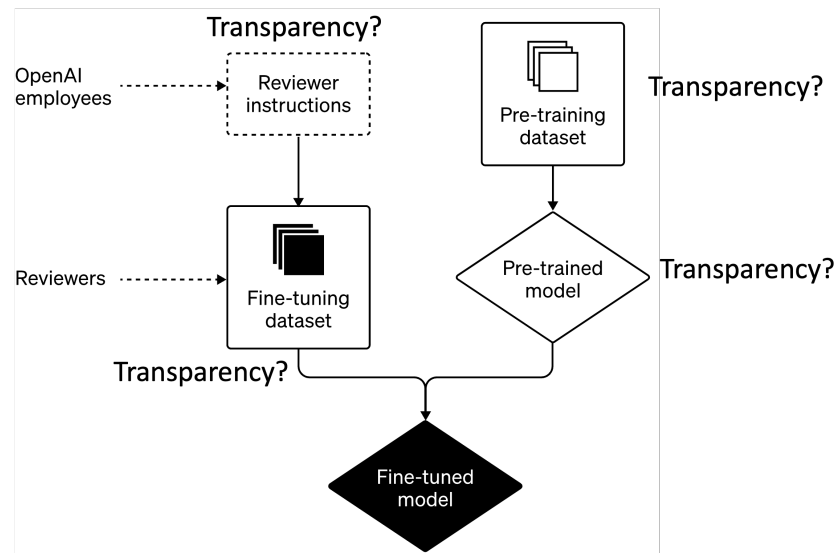 Transparency?
OpenAI
employees
Reviewer
instructions
Pre-training
dataset
Transparency?
Reviewers
Fine-tuning
dataset
Pre-trained
model
Transparency?
Transparency?
Fine-tuned
model